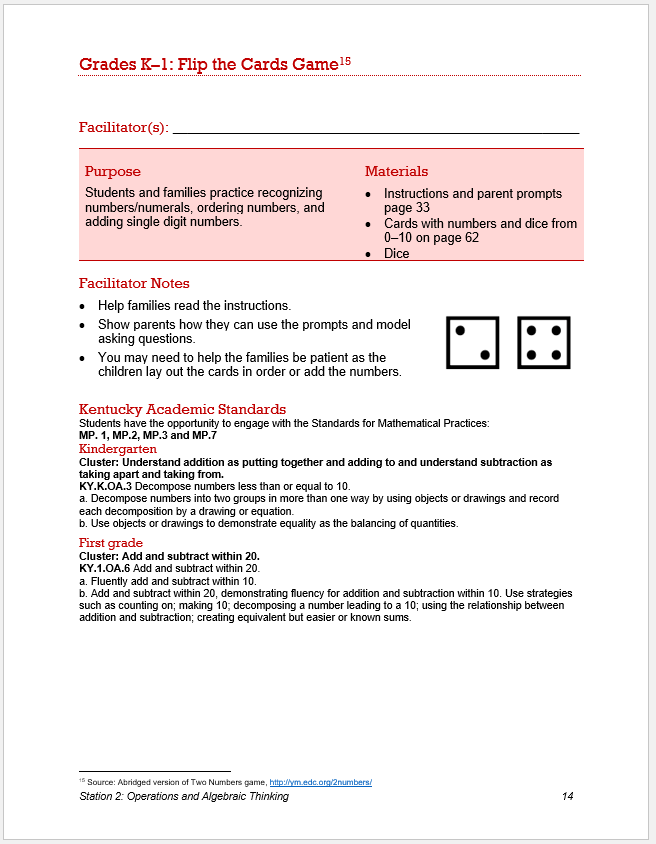 Grades K–1: Flip the Cards Game15
Facilitator(s):
Purpose
Students and families practice recognizing
numbers/numerals, ordering numbers, and
adding single digit numbers.
Materials
• Instructions and parent prompts
page 33
• Cards with numbers and dice from
0–10 on page 62
• Dice
Facilitator Notes
• Help families read the instructions.
• Show parents how they can use the prompts and model
asking questions.
• You may need to help the families be patient as the
children lay out the cards in order or add the numbers.
Kentucky Academic Standards
Students have the opportunity to engage with the Standards for Mathematical Practices:
MP. 1, MP.2, MP.3 and MP.7
Kindergarten
Cluster: Understand addition as putting together and adding to and understand subtraction as
taking apart and taking from.
KY.K.OA.3 Decompose numbers less than or equal to 10.
a. Decompose numbers into two groups in more than one way by using objects or drawings and record
each decomposition by a drawing or equation.
b. Use objects or drawings to demonstrate equality as the balancing of quantities.
First grade
Cluster: Add and subtract within 20.
KY.1.OA.6 Add and subtract within 20.
a. Fluently add and subtract within 10.
b. Add and subtract within 20, demonstrating fluency for addition and subtraction within 10. Use strategies
such as counting on; making 10; decomposing a number leading to a 10; using the relationship between
addition and subtraction; creating equivalent but easier or known sums.
15 Source: Abridged version of Two Numbers game, http://ym.edc.org/2numbers/
Station 2: Operations and Algebraic Thinking 14